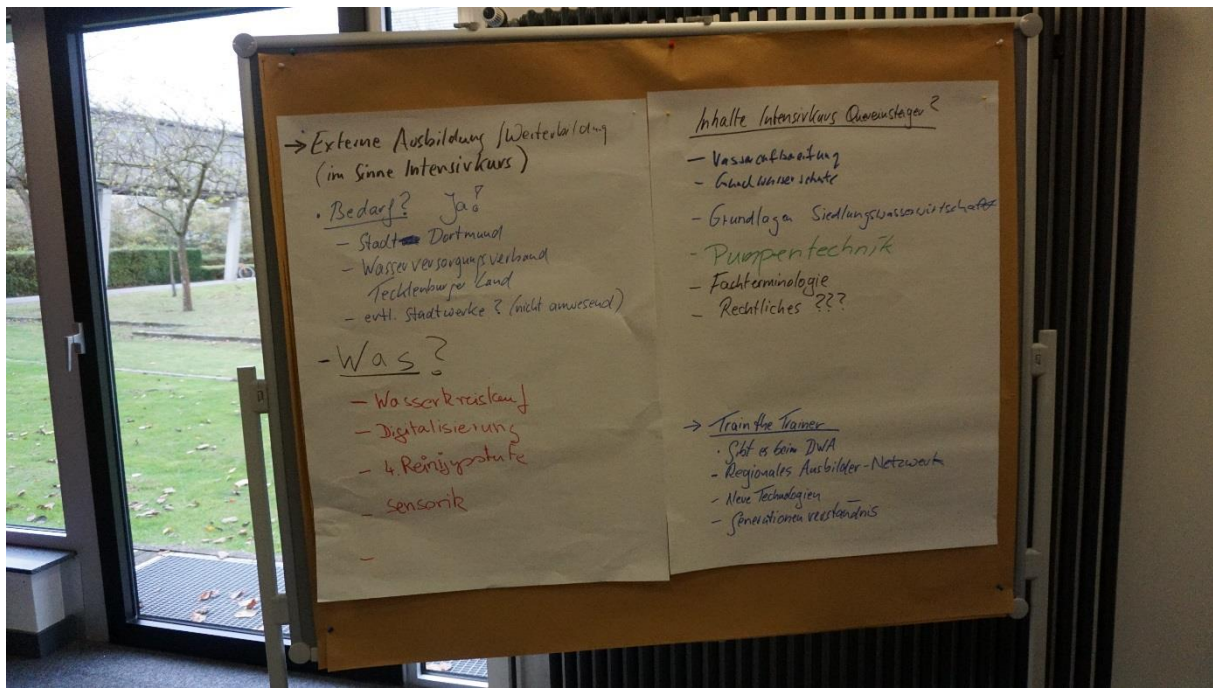 → Externe Ausbildung / Weiterbildung
(im Sinne Intensivkurs)
• Bedarf? Ja!
– Stadt Dortmund
– Wasserversorgungsverband
Tecklenburger Land
– evtl. Stadtwerke? (nicht anwesend)
- Was?
– Wasserkreislauf
– Digitalisierung
– 4. Reinigungsstufe
– Sensorik
–
Inhalte Intensivkurs Quereinsteiger?
– Wasseraufbereitung
– Grundlagen Siedlungswasserwirtschaft
- Pumpentechnik
– Fachterminologie
– Rechtliches ???
→ Train the Trainer
· Gibt es beim DWA
– Regionales Ausbilder-Netzwerk
– Neue Technologien
– Generationenverständnis